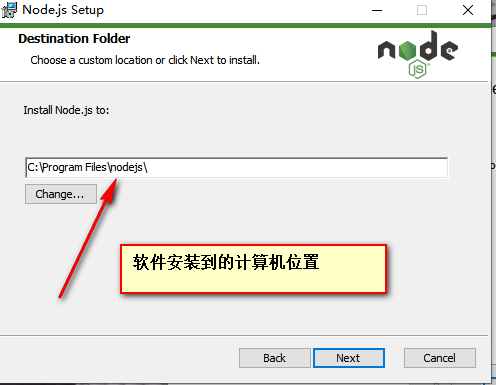 Node.js Setup
Destination Folder
Choose a custom location or click Next to install.
node
JS
Install Node.js to:
C:\Program Files\nodejs\
Change...
软件安装到的计算机位置
Back
Next
Cancel